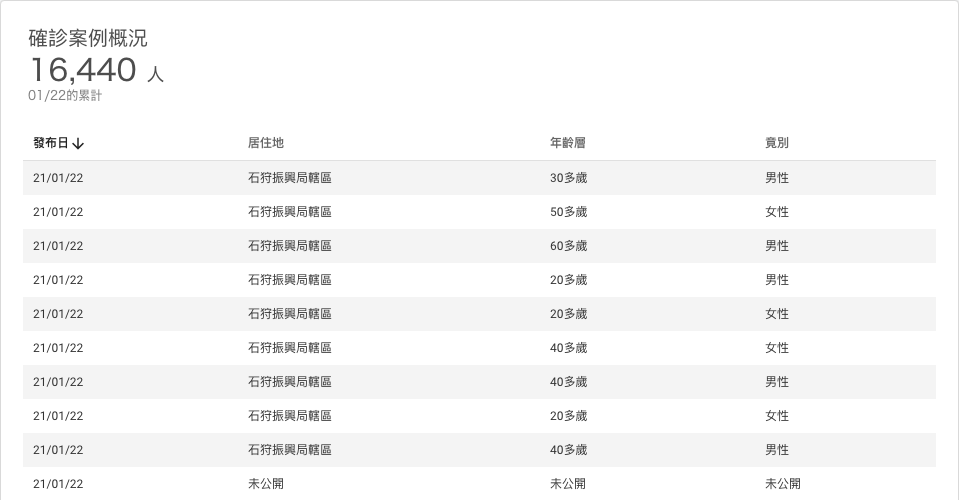 確診案例概況
16,440 人
01/22的累計
發布日↓ 居住地 年齡層 竟別
21/01/22 石狩振興局轄區 30多歲 男性
21/01/22 石狩振興局轄區 50多歲 女性
21/01/22 石狩振興局轄區 60多歲 男性
21/01/22 石狩振興局轄區 20多歲 男性
21/01/22 石狩振興局轄區 20多歲 女性
21/01/22 石狩振興局轄區 40多歲 女性
21/01/22 石狩振興局轄區 40多歲 男性
21/01/22 石狩振興局轄區 20多歲 女性
21/01/22 石狩振興局轄區 40多歲 男性
21/01/22 未公開 未公開 未公開